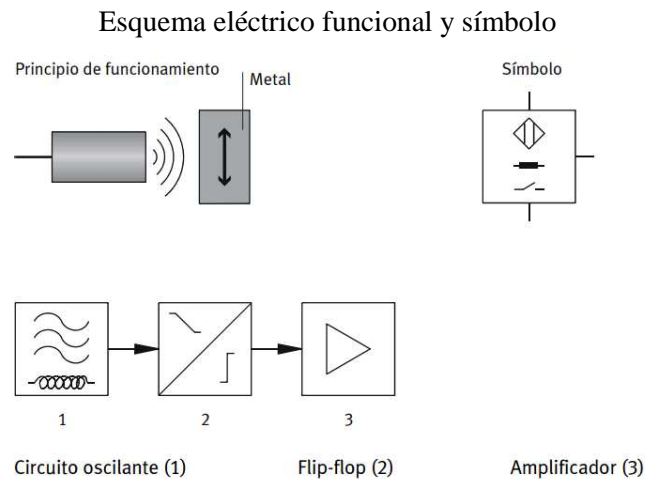 Esquema eléctrico funcional y símbolo
Principio de funcionamiento
Metal
Símbolo
1
2
3
Circuito oscilante (1)
Flip-flop (2)
Amplificador (3)